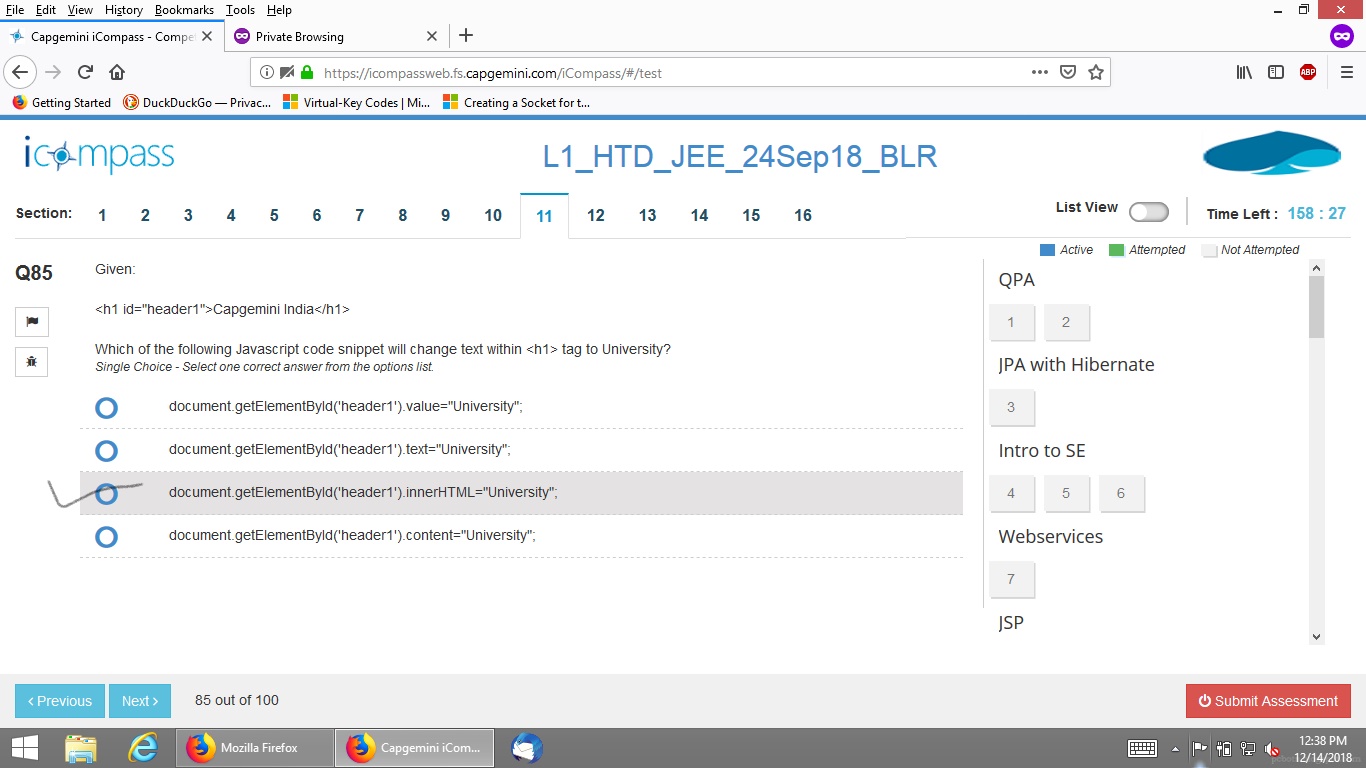 File Edit View History Bookmarks Tools Help
Capgemini iCompass - Compe
Private Browsing
https://icompassweb.fs.capgemini.com/iCompass/#/test
ABP
Getting Started DuckDuckGo — Privac... Virtual-Key Codes | Mi... Creating a Socket for t...
icompass
L1_HTD_JEE_24Sep18_BLR
Section: 1 2 3 4 5 6 7 8 9 10 11 12 13 14 15 16
List View
Time Left : 158 : 27
Active Attempted Not Attempted
Q85
Given:
<h1 id="header1">Capgemini India</h1>
Which of the following Javascript code snippet will change text within <h1> tag to University?
Single Choice - Select one correct answer from the options list.
document.getElementById('header1').value="University";
document.getElementById('header1').text="University";
document.getElementById('header1').innerHTML="University";
document.getElementById('header1').content="University";
QPA
1 2
JPA with Hibernate
3
Intro to SE
4 5 6
Webservices
7
JSP
Previous Next 85 out of 100
Submit Assessment
Mozilla Firefox
Capgemini iCom...
12:38 PM
12/14/2018